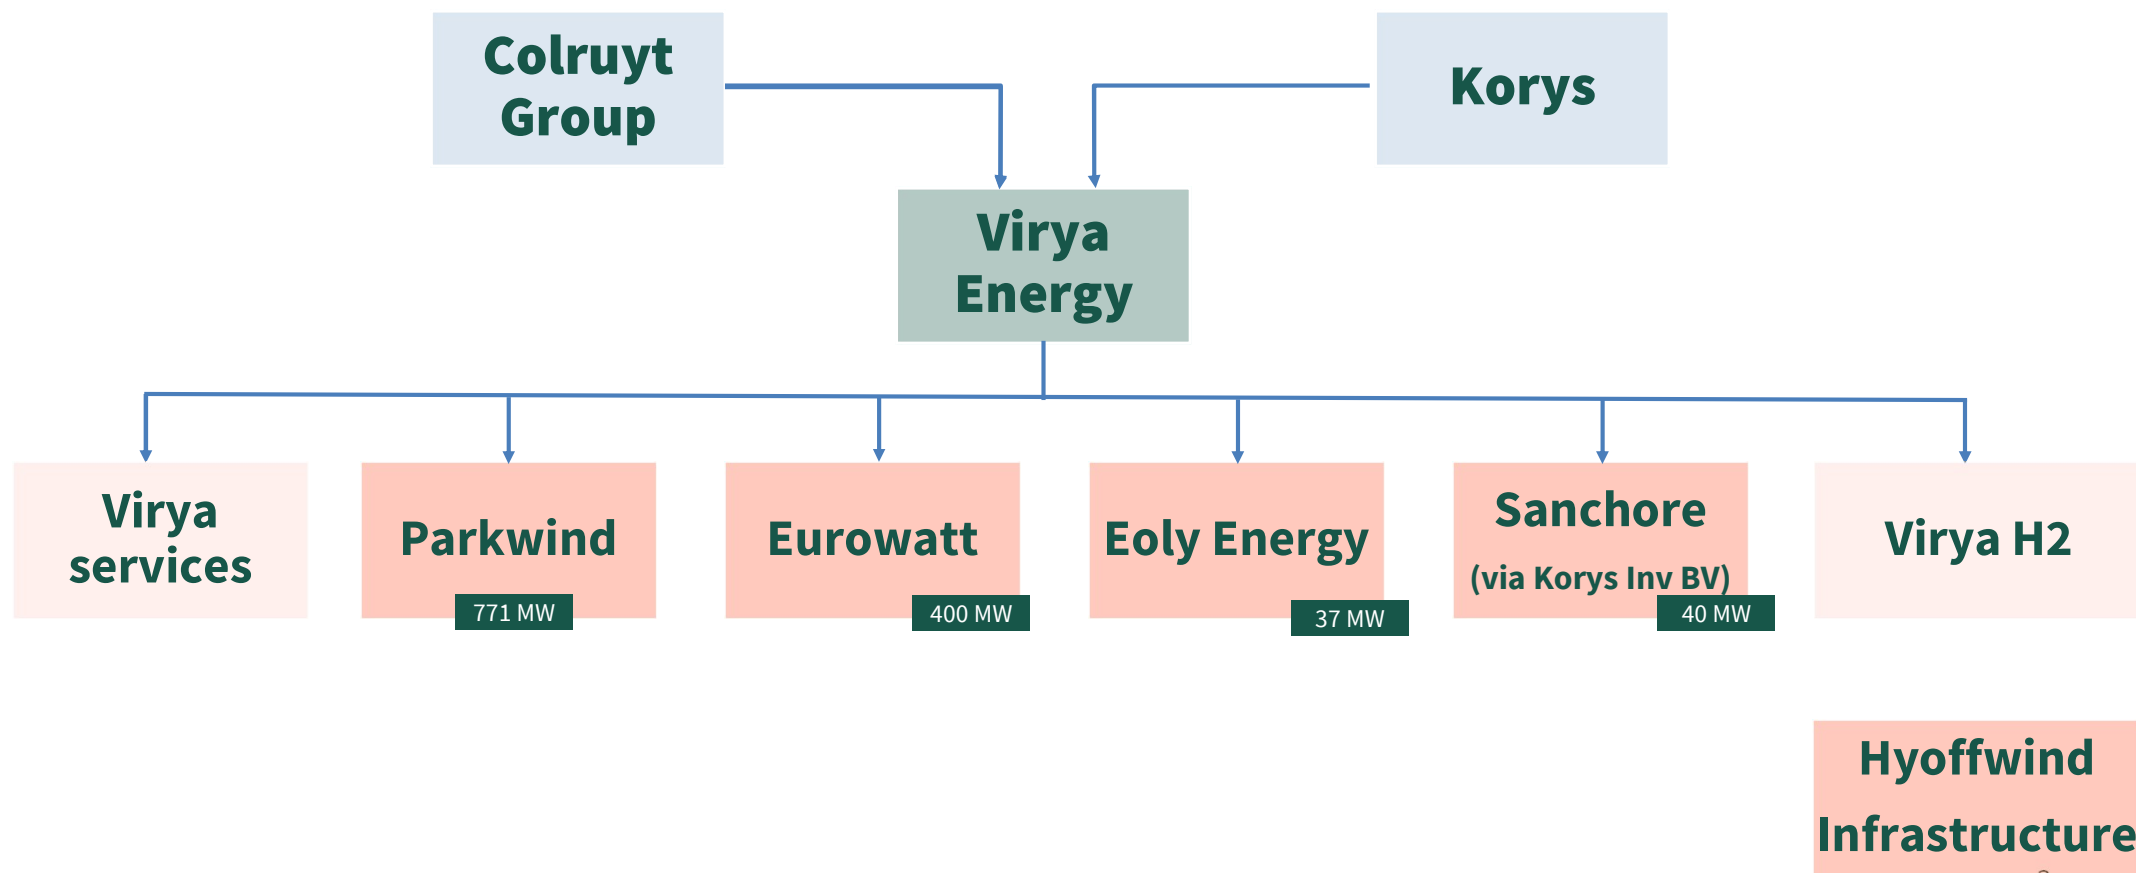 Colruyt
Group
Korys
Virya
Energy
Virya
services
Parkwind
771 MW
Eurowatt
400 MW
Eoly Energy
37 MW
Sanchore
(via Korys Inv BV)
40 MW
Virya H2
Hyoffwind
Infrastructure